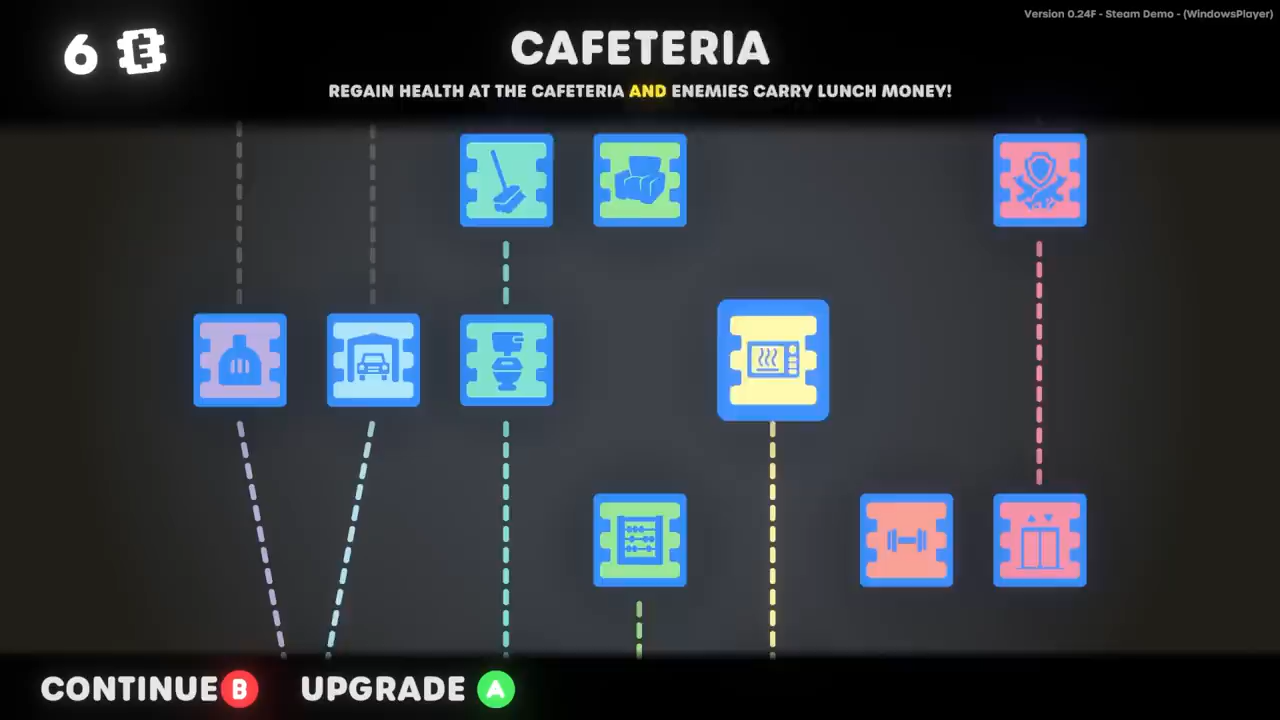 Version 0.24F - Steam Demo - (WindowsPlayer)
6 E
CAFETERIA
REGAIN HEALTH AT THE CAFETERIA AND ENEMIES CARRY LUNCH MONEY!
CONTINUE B UPGRADE A